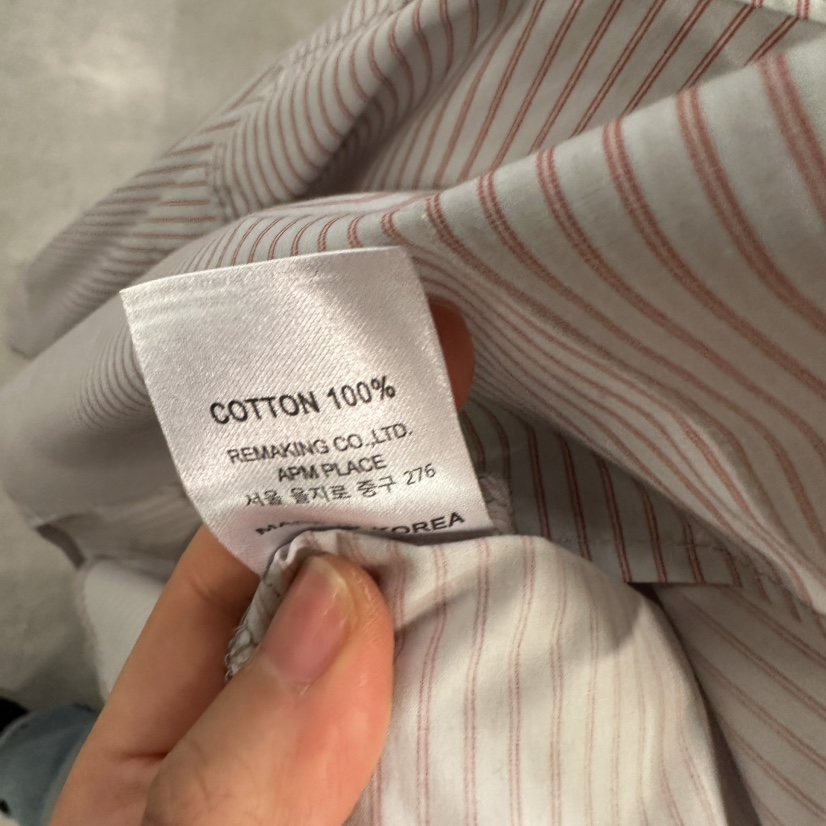 COTTON 100%
REMAKING CO.,LTD.
APM PLACE
서울 을지로 중구 276
KOREA